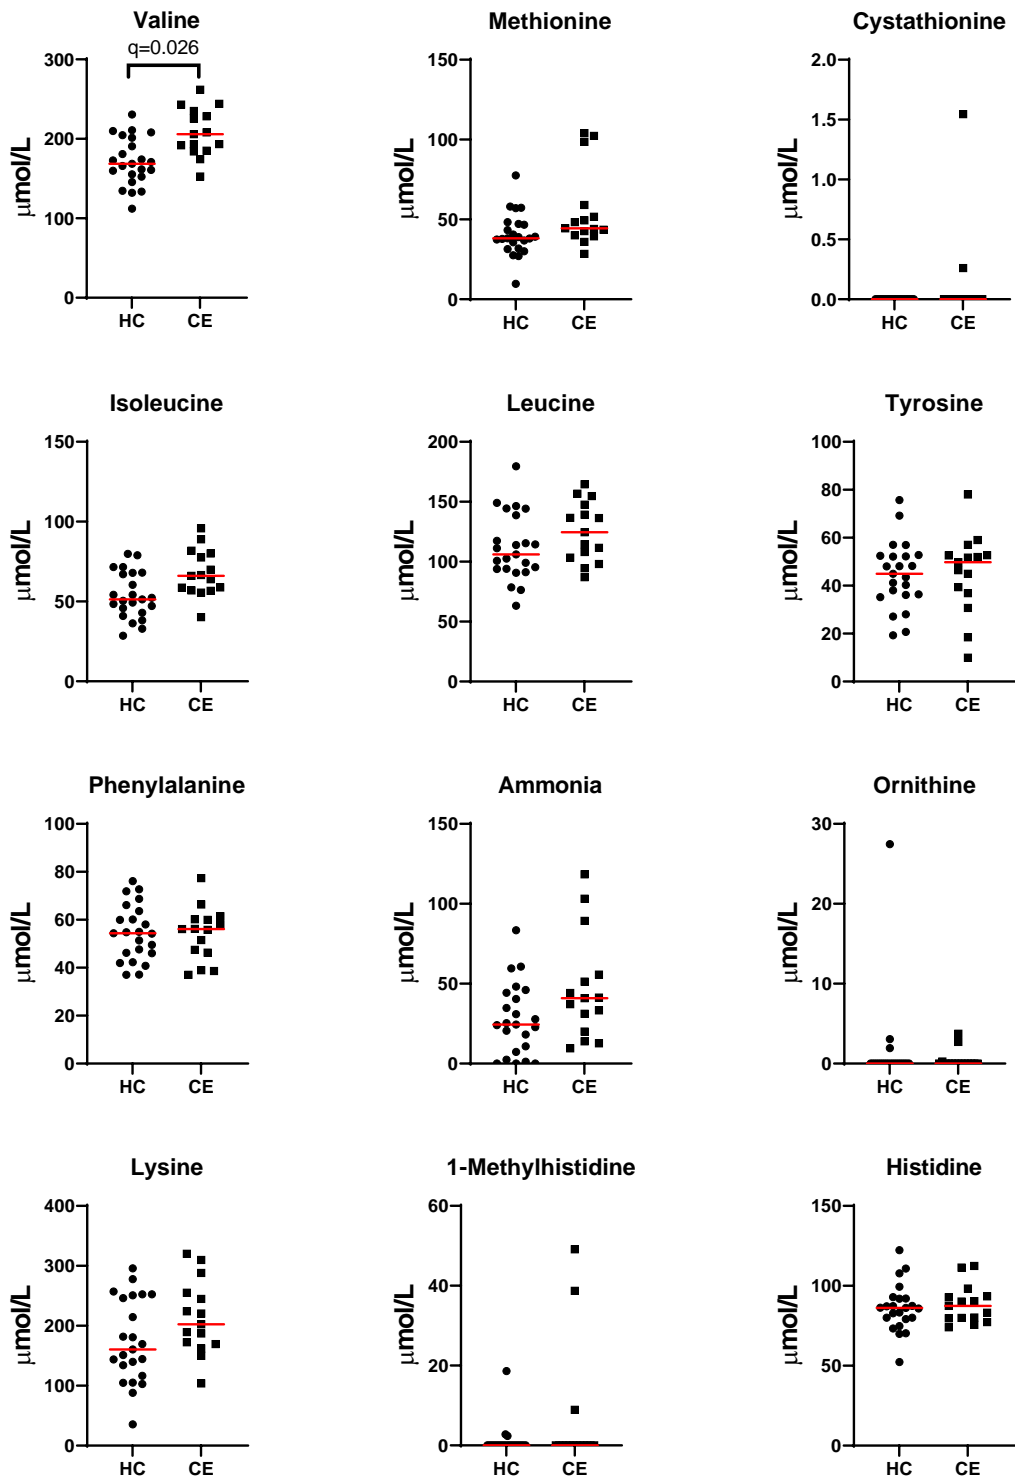 Valine
q=0.026
300
200
100
0
μmol/L
HC CE
Methionine
150
100
50
0
μmol/L
HC CE
Cystathionine
2.0
1.5
1.0
0.5
0.0
μmol/L
HC CE
Isoleucine
150
100
50
0
μmol/L
HC CE
Leucine
200
150
100
50
0
μmol/L
HC CE
Tyrosine
100
80
60
40
20
0
μmol/L
HC CE
Phenylalanine
100
80
60
40
20
0
μmol/L
HC CE
Ammonia
150
100
50
0
μmol/L
HC CE
Ornithine
30
20
10
0
μmol/L
HC CE
Lysine
400
300
200
100
0
μmol/L
HC CE
1-Methylhistidine
60
40
20
0
μmol/L
HC CE
Histidine
150
100
50
0
μmol/L
HC CE